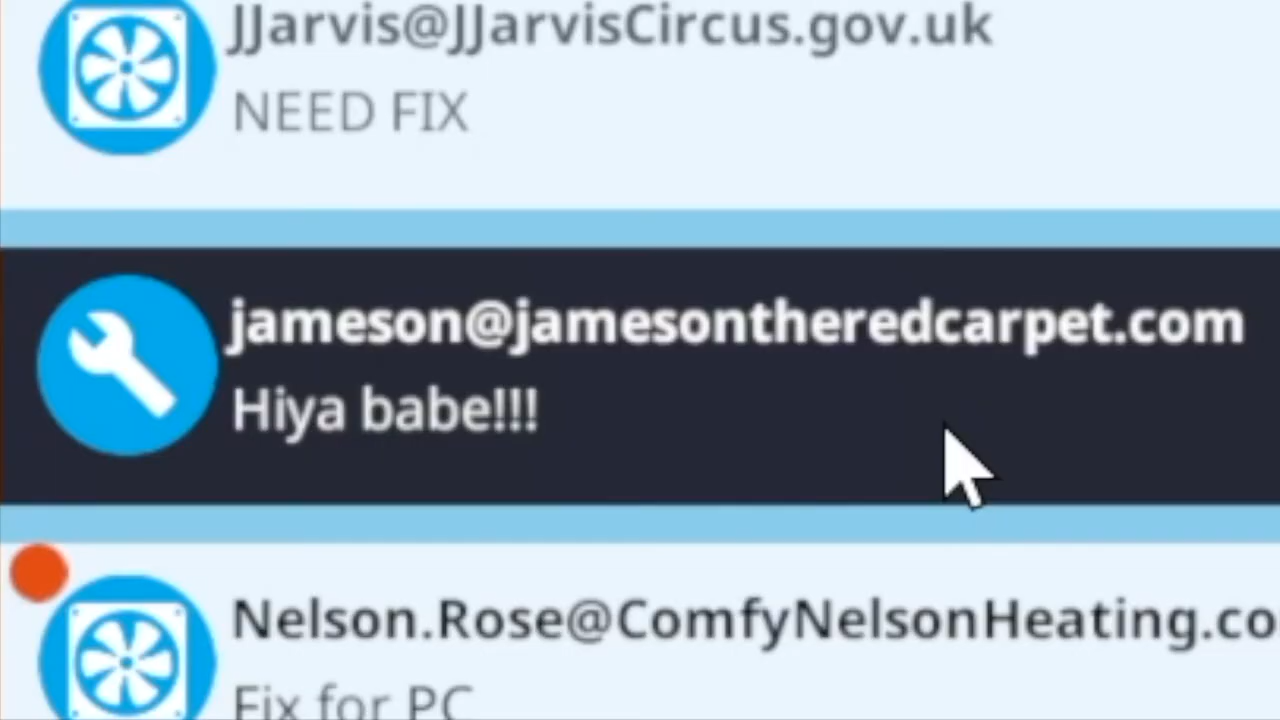 JJarvis@JJarvisCircus.gov.uk
NEED FIX
jameson@jamesontheredcarpet.com
Hiya babe!!!
Nelson.Rose@ComfyNelsonHeating.co
Fix for PC